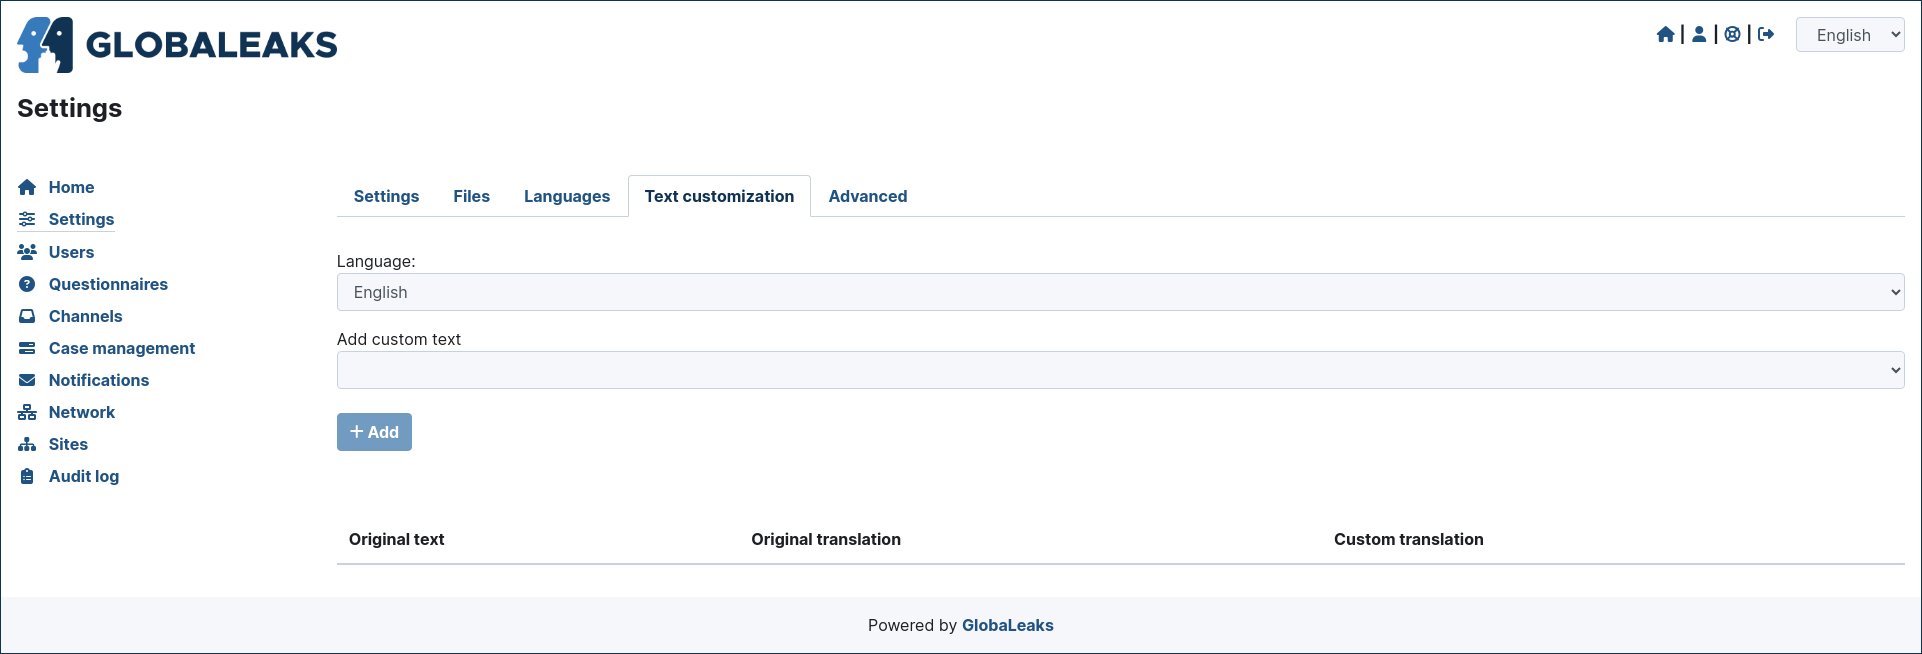 GLOBALEAKS
English
Settings
Home
Settings
Users
Questionnaires
Channels
Case management
Notifications
Network
Sites
Audit log
Settings Files Languages Text customization Advanced
Language:
English
Add custom text
+ Add
Original text Original translation Custom translation
Powered by GlobaLeaks